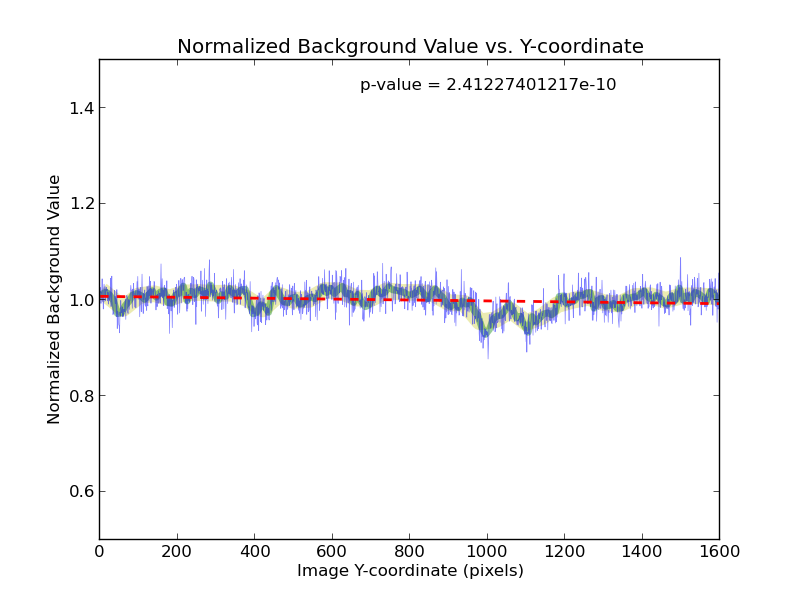 Normalized Background Value vs. Y-coordinate
p-value = 2.41227401217e-10
1.4
1.2
1.0
0.8
0.6
Normalized Background Value
0 200 400 600 800 1000 1200 1400 1600
Image Y-coordinate (pixels)